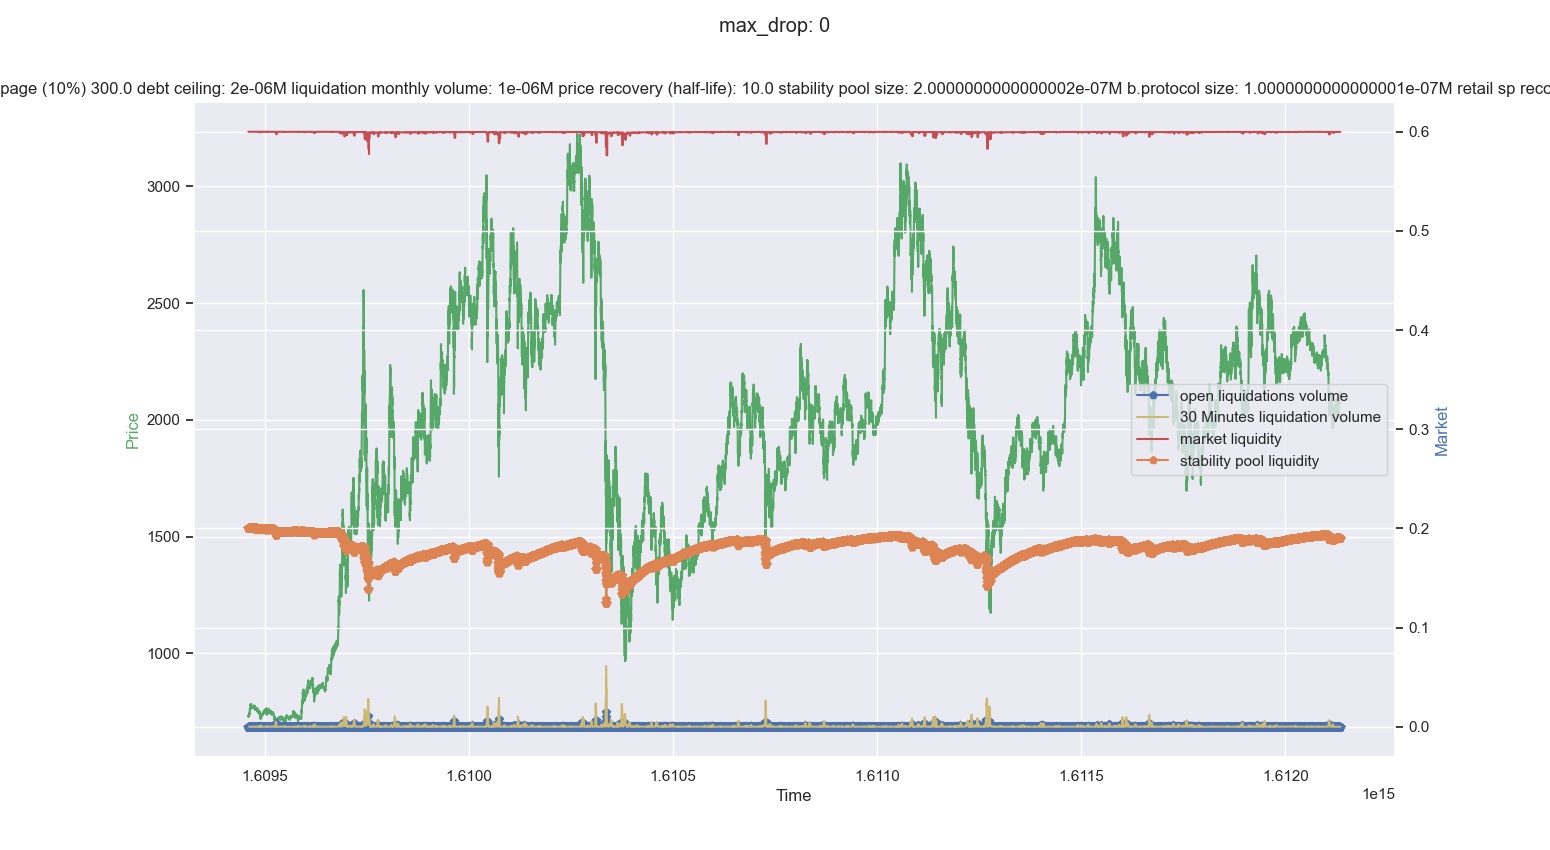 max_drop: 0
page (10%) 300.0 debt ceiling: 2e-06M liquidation monthly volume: 1e-06M price recovery (half-life): 10.0 stability pool size: 2.0000000000000002e-07M b.protocol size: 1.0000000000000001e-07M retail sp reco
3000
2500
2000
1500
1000
Price
0.6
0.5
0.4
0.3
0.2
0.1
0.0
Market
open liquidations volume
30 Minutes liquidation volume
market liquidity
stability pool liquidity
1.6095 1.6100 1.6105 1.6110 1.6115 1.6120
Time
1e15